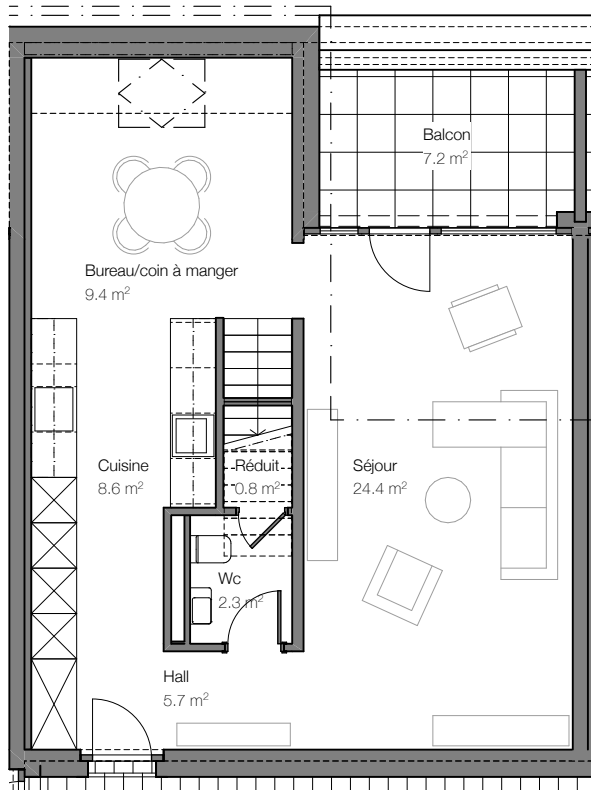 Balcon
7.2 m²
Bureau/coin à manger
9.4 m²
Cuisine
8.6 m²
Réduit
0.8 m²
Séjour
24.4 m²
Wc
2.3 m²
Hall
5.7 m²